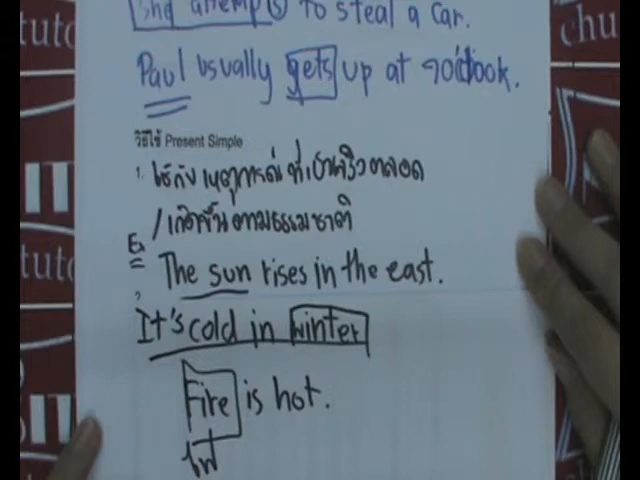 She attemp(s) to steal a car.
Paul usually gets up at 7 o'clock.
วิธีใช้ Present Simple
1. ใช้กับเหตุการณ์ที่เป็นจริงตลอด
/เกิดขึ้นตามธรรมชาติ
Ex The sun rises in the east.
It's cold in winter
Fire is hot.
ไฟ